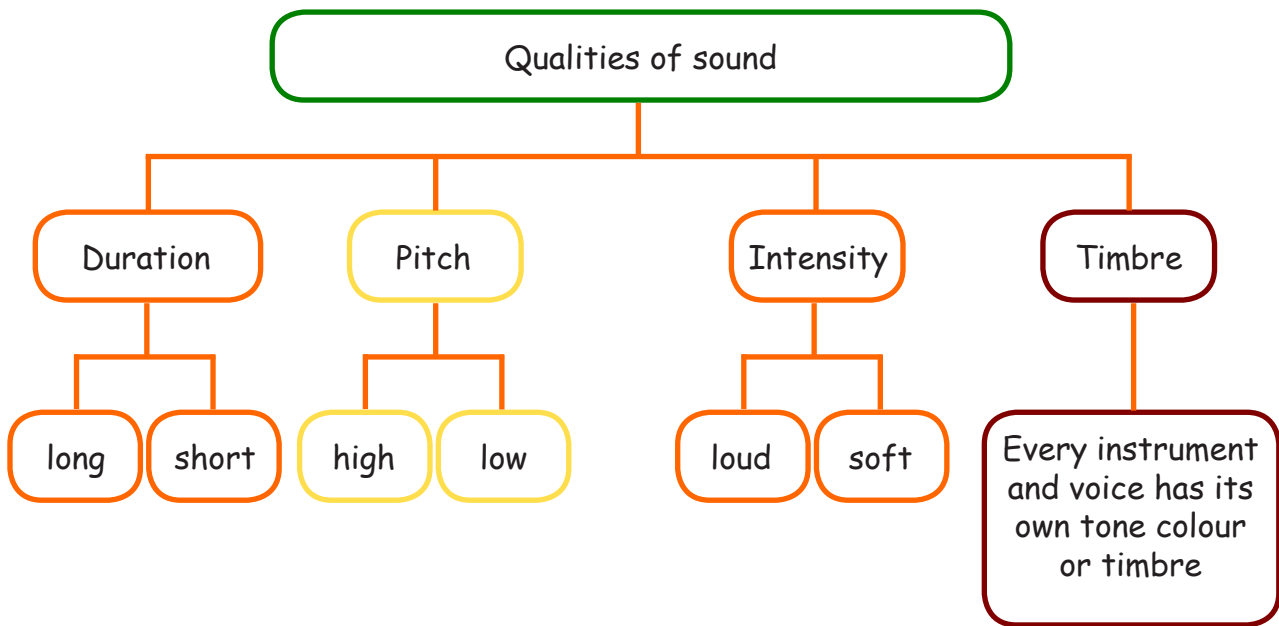 Qualities of sound
Duration
Pitch
Intensity
Timbre
long
short
high
low
loud
soft
Every instrument
and voice has its
own tone colour
or timbre